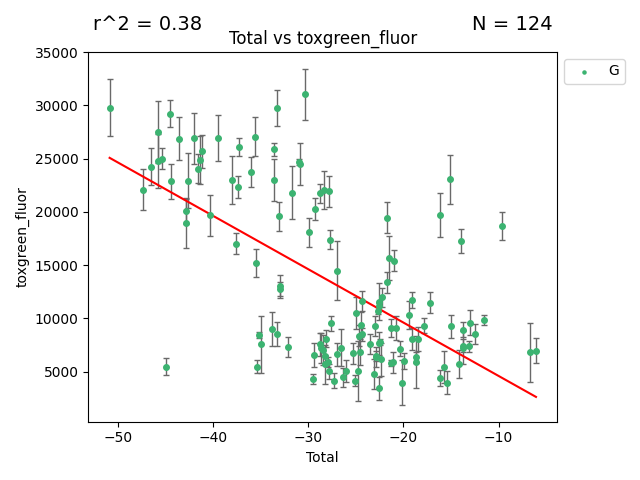 r^2 = 0.38
N = 124
Total vs toxgreen_fluor
G
35000
30000
25000
20000
15000
10000
5000
toxgreen_fluor
−50
−40
−30
−20
−10
Total